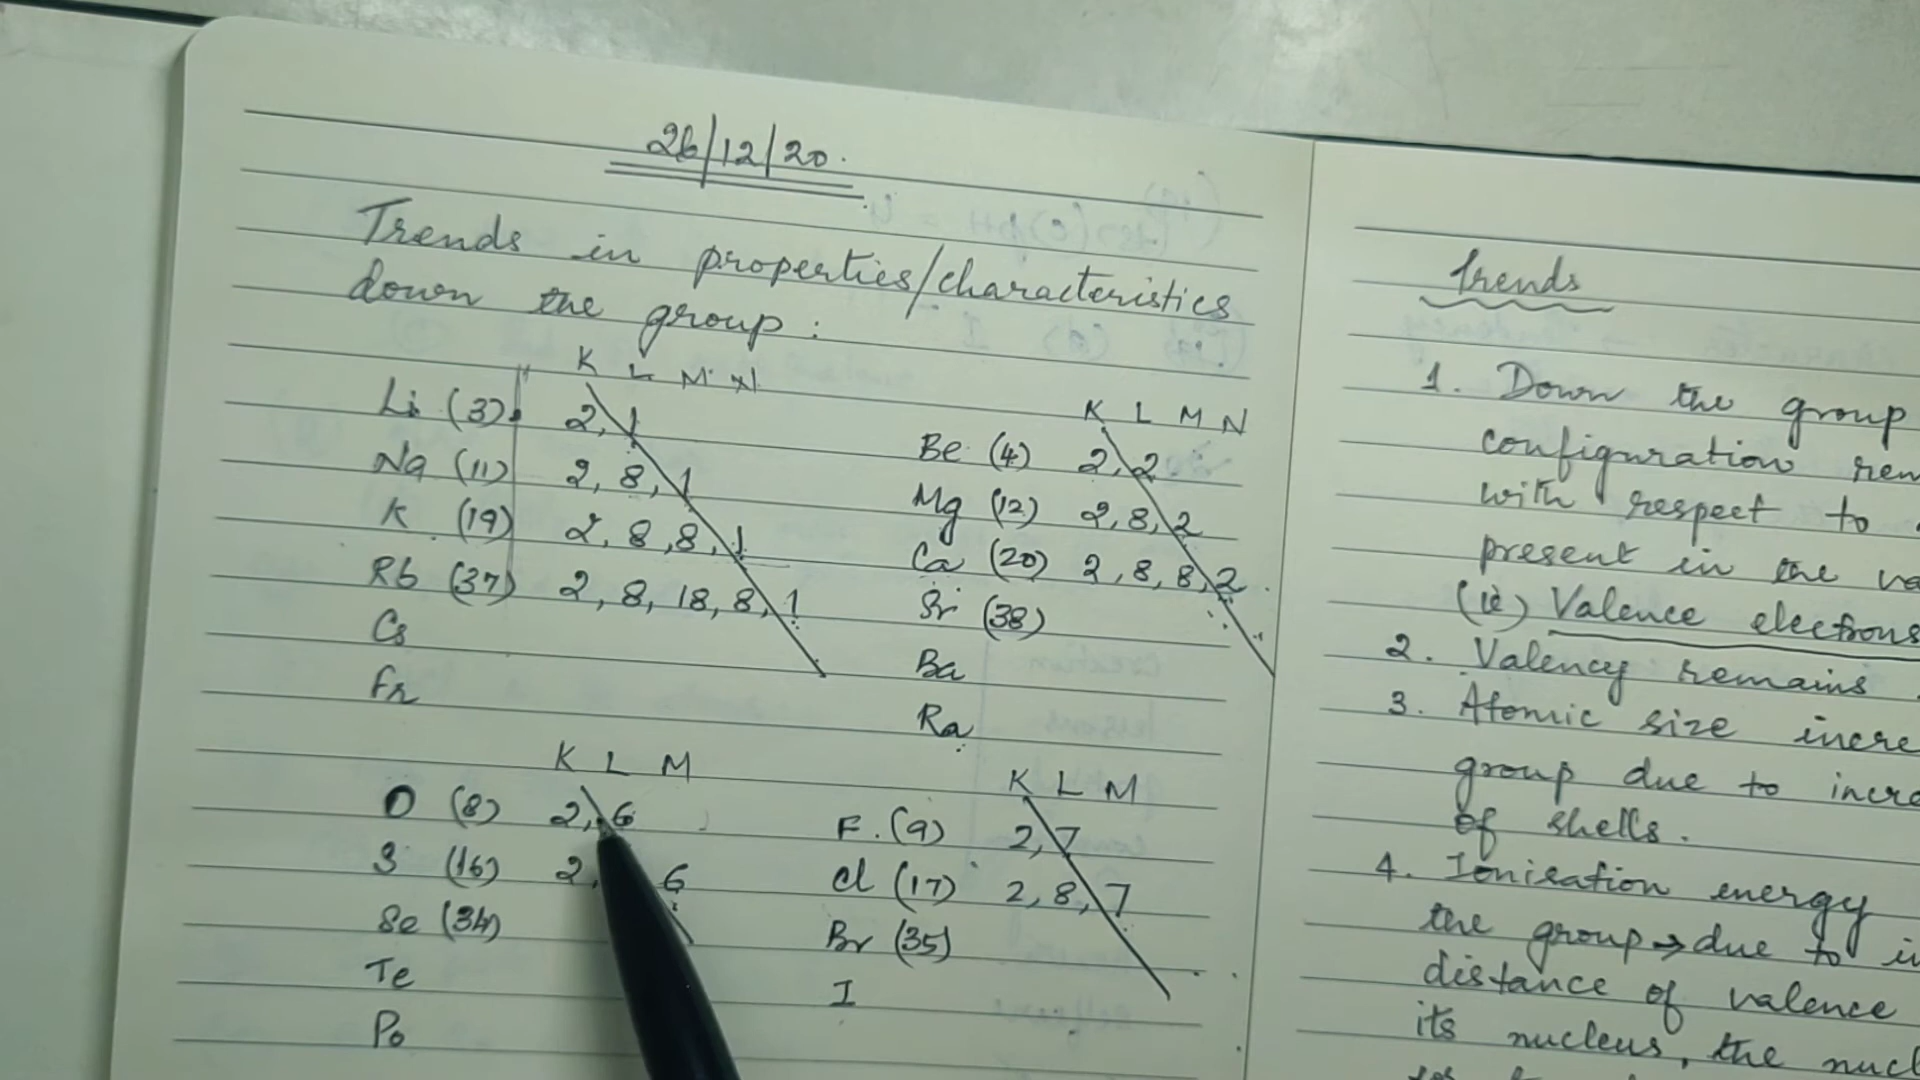 26/12/20.
Trends in properties/characteristics
down the group:
K L M N
Li (3) 2, 1
Na (11) 2, 8, 1
K (19) 2, 8, 8, 1
Rb (37) 2, 8, 18, 8, 1
Cs
Fr
K L M N
Be (4) 2, 2
Mg (12) 2, 8, 2
Ca (20) 2, 8, 8, 2
Sr (38)
Ba
Ra
K L M
O (8) 2, 6
S (16) 2, 6
Se (34)
Te
Po
K L M
F (9) 2, 7
Cl (17) 2, 8, 7
Br (35)
I
Trends
1. Down the group
configuration
with respect to
present in the
(ie) Valence electrons
2. Valency remains
3. Atomic size
group due to
of shells.
4. Ionisation energy
the group → due to
distance of valence
its nucleus, the